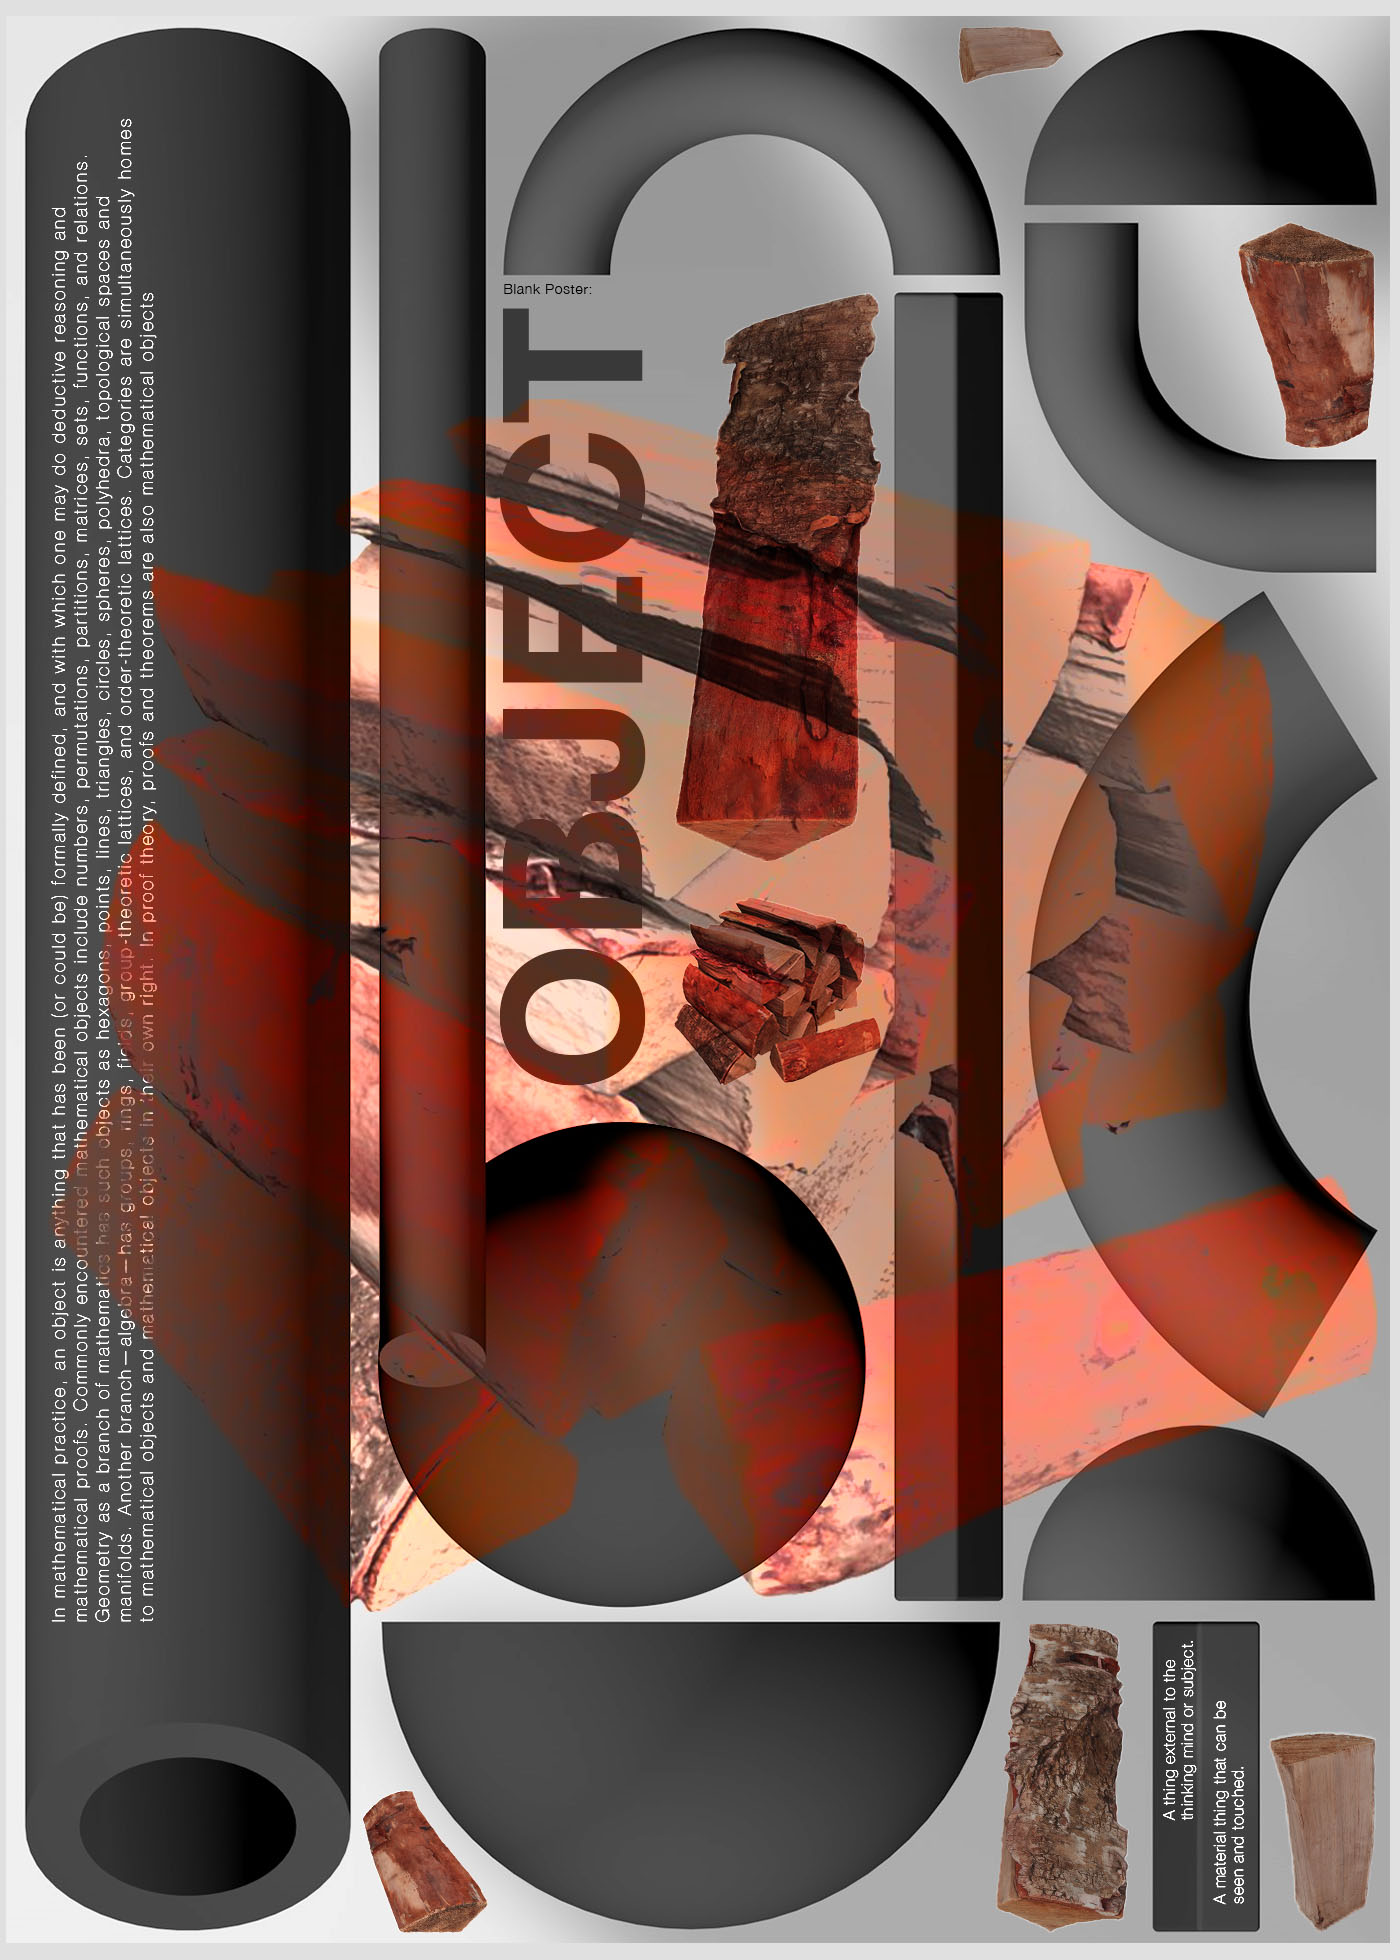 Blank Poster:
OBJECT
In mathematical practice, an object is anything that has been (or could be) formally defined, and with which one may do deductive reasoning and
mathematical proofs. Commonly encountered mathematical objects include numbers, permutations, partitions, matrices, sets, functions, and relations.
Geometry as a branch of mathematics has such objects as hexagons, points, lines, triangles, circles, spheres, polyhedra, topological spaces and
manifolds. Another branch—algebra—has groups, rings, fields, group-theoretic lattices, and order-theoretic lattices. Categories are simultaneously homes
to mathematical objects and mathematical objects in their own right. In proof theory, proofs and theorems are also mathematical objects
A thing external to the
thinking mind or subject.
A material thing that can be
seen and touched.